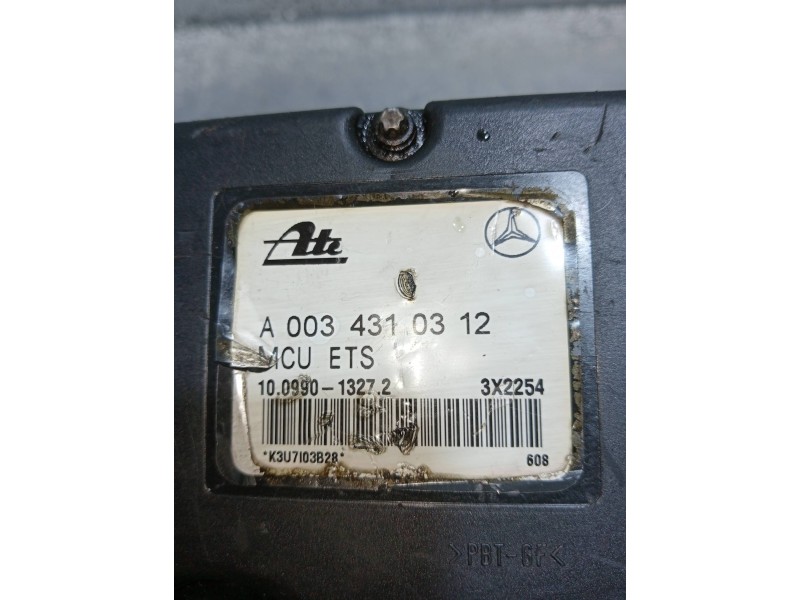 Ate
A 003 431 03 12
MCU ETS
10.0990-1327.2 3X2254
*K3U7I03B28* 608
>PBT-GF<